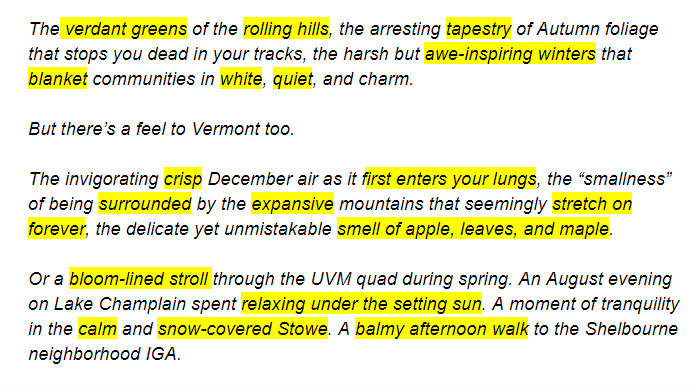 The verdant greens of the rolling hills, the arresting tapestry of Autumn foliage
that stops you dead in your tracks, the harsh but awe-inspiring winters that
blanket communities in white, quiet, and charm.
But there’s a feel to Vermont too.
The invigorating crisp December air as it first enters your lungs, the “smallness”
of being surrounded by the expansive mountains that seemingly stretch on
forever, the delicate yet unmistakable smell of apple, leaves, and maple.
Or a bloom-lined stroll through the UVM quad during spring. An August evening
on Lake Champlain spent relaxing under the setting sun. A moment of tranquility
in the calm and snow-covered Stowe. A balmy afternoon walk to the Shelbourne
neighborhood IGA.